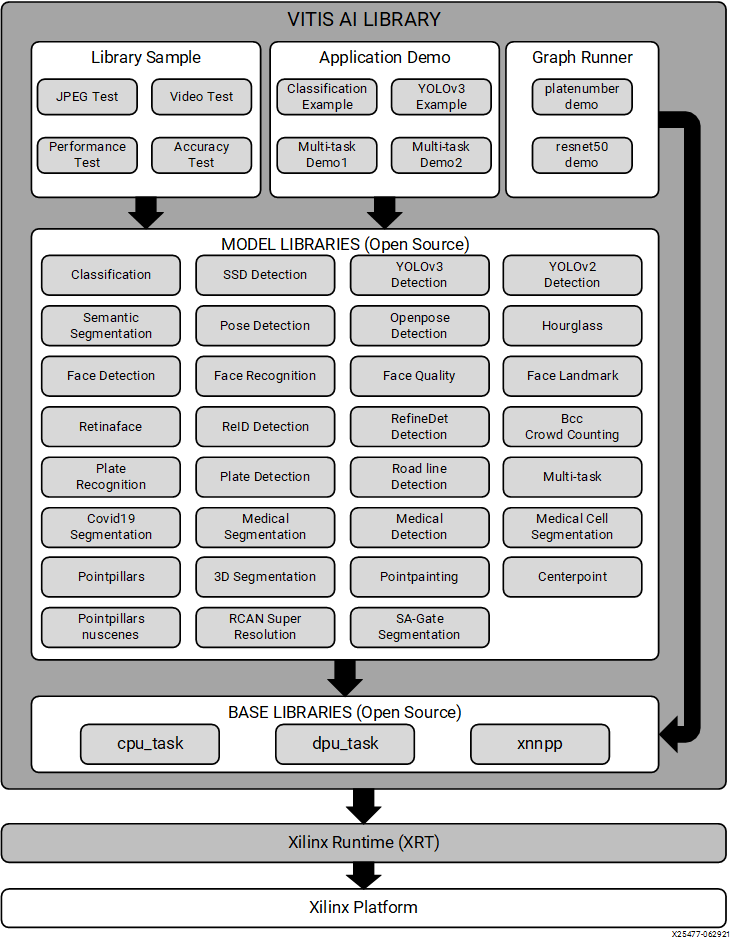 VITIS AI LIBRARY
Library Sample
JPEG Test
Video Test
Performance
Test
Accuracy
Test
Application Demo
Classification
Example
YOLOv3
Example
Multi-task
Demo1
Multi-task
Demo2
Graph Runner
platenumber
demo
resnet50
demo
MODEL LIBRARIES (Open Source)
Classification
SSD Detection
YOLOv3
Detection
YOLOv2
Detection
Semantic
Segmentation
Pose Detection
Openpose
Detection
Hourglass
Face Detection
Face Recognition
Face Quality
Face Landmark
Retinaface
ReID Detection
RefineDet
Detection
Bcc
Crowd Counting
Plate
Recognition
Plate Detection
Road line
Detection
Multi-task
Covid19
Segmentation
Medical
Segmentation
Medical
Detection
Medical Cell
Segmentation
Pointpillars
3D Segmentation
Pointpainting
Centerpoint
Pointpillars
nuscenes
RCAN Super
Resolution
SA-Gate
Segmentation
BASE LIBRARIES (Open Source)
cpu_task
dpu_task
xnnpp
Xilinx Runtime (XRT)
Xilinx Platform
X25477-062921